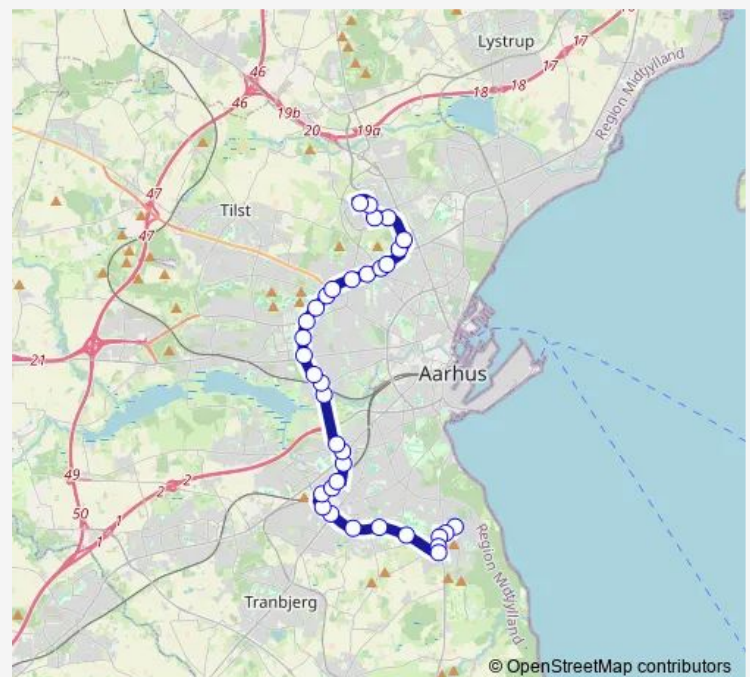 Lystrup
17
17
18
18
17
46
46
19b
20
19a
Region Midtjylland
47
Tilst
47
21
Aarhus
49
2
2
50
1
1
Region Midtjylland
Tranbjerg
© OpenStreetMap contributors